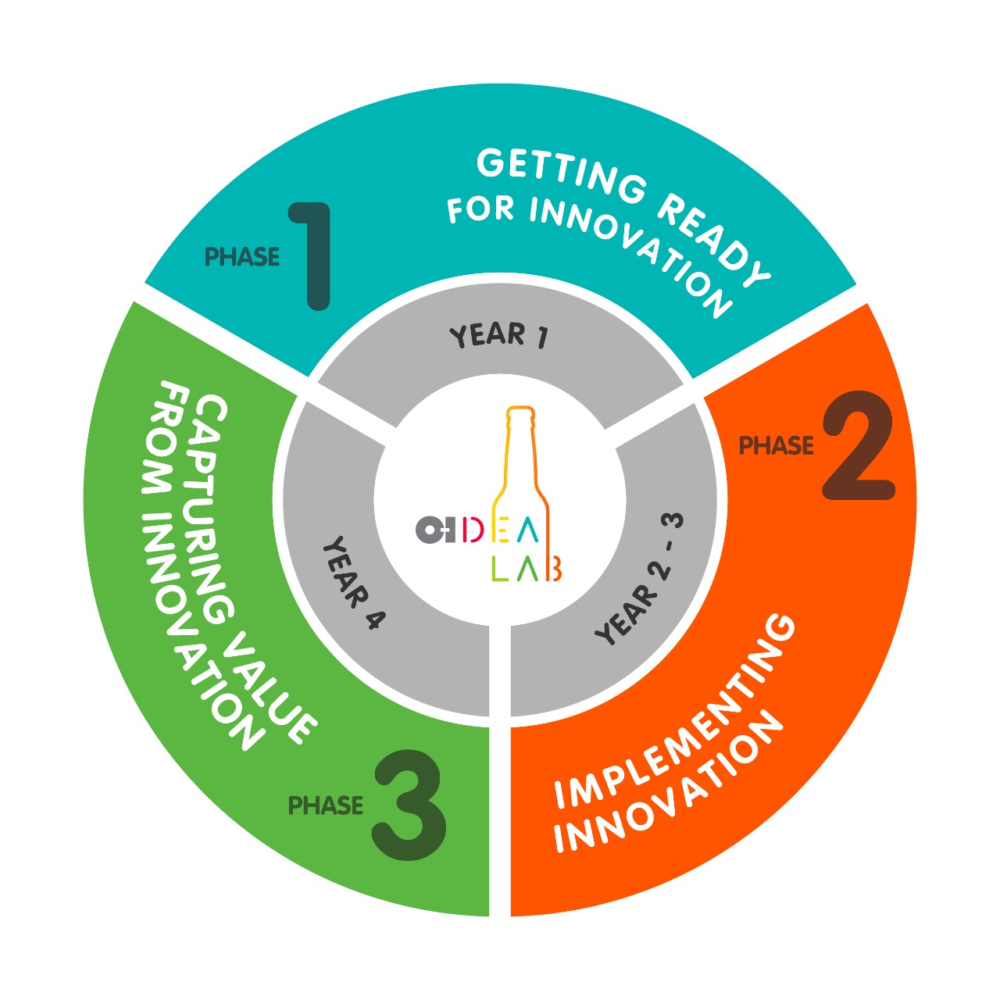 PHASE 1
GETTING READY
FOR INNOVATION
YEAR 1
PHASE 2
IMPLEMENTING
INNOVATION
YEAR 2 - 3
PHASE 3
CAPTURING VALUE
FROM INNOVATION
YEAR 4
IDEA
LAB